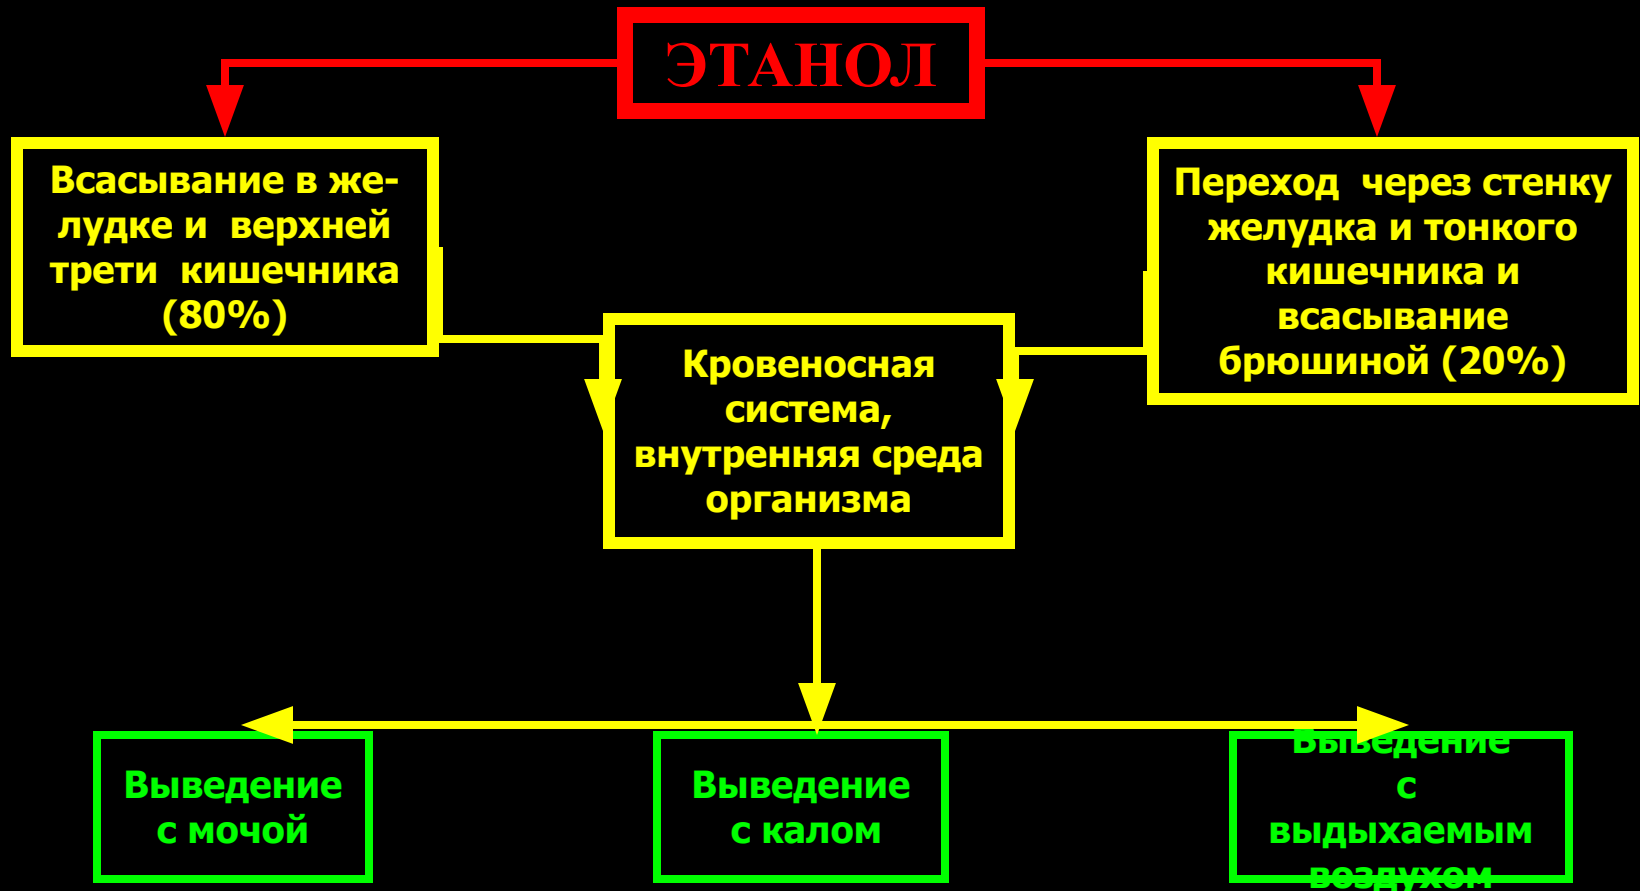 ЭТАНОЛ
Всасывание в же-
лудке и верхней
трети кишечника
(80%)
Переход через стенку
желудка и тонкого
кишечника и
всасывание
брюшиной (20%)
Кровеносная
система,
внутренняя среда
организма
Выведение
с мочой
Выведение
с калом
Выведение
с
выдыхаемым
воздухом